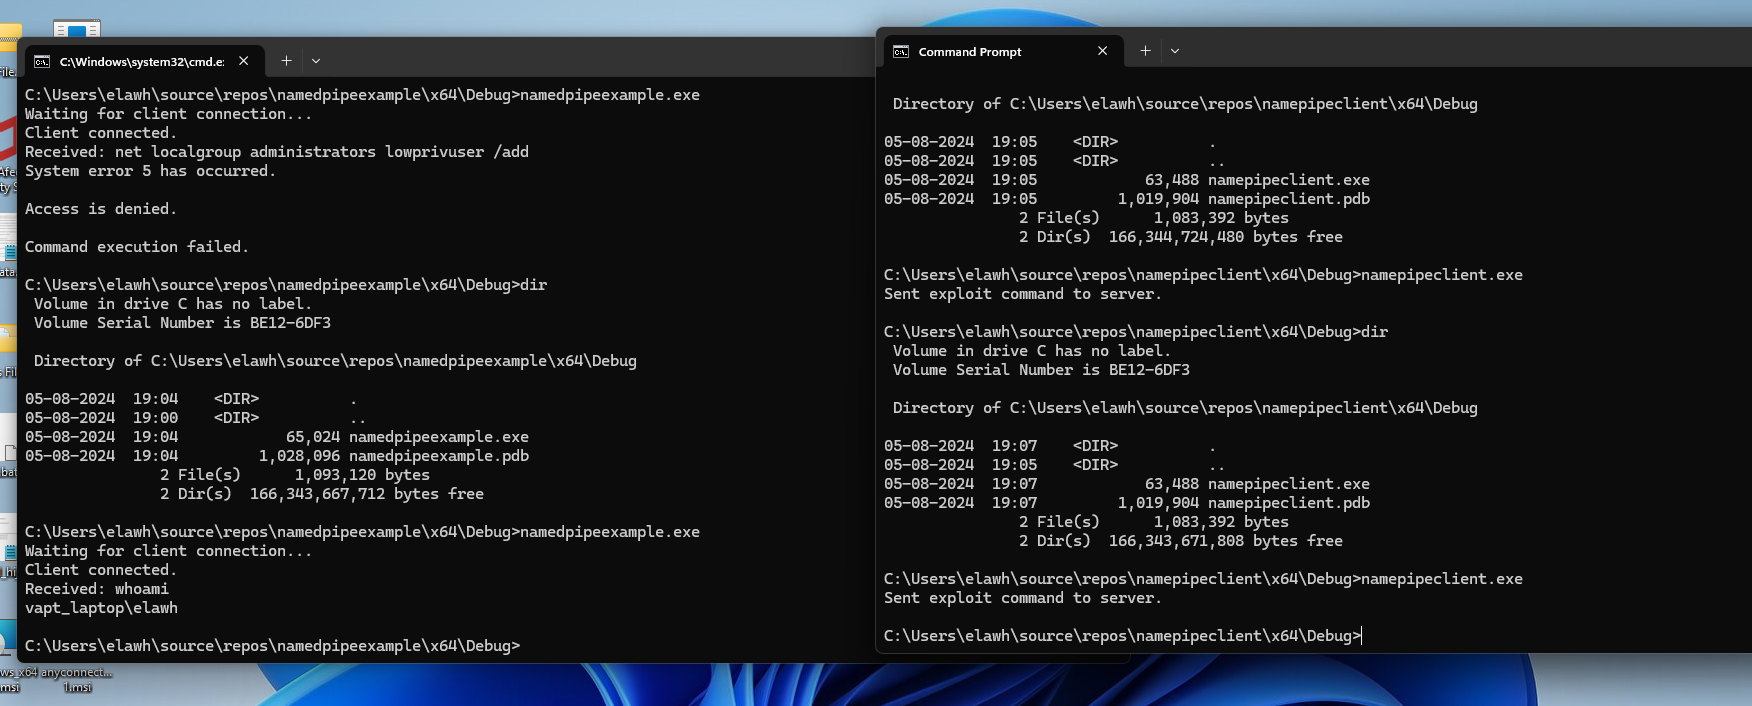 C:\Windows\system32\cmd.e
C:\Users\elawh\source\repos\namedpipeexample\x64\Debug>namedpipeexample.exe
Waiting for client connection...
Client connected.
Received: net localgroup administrators lowprivuser /add
System error 5 has occurred.
Access is denied.
Command execution failed.
C:\Users\elawh\source\repos\namedpipeexample\x64\Debug>dir
Volume in drive C has no label.
Volume Serial Number is BE12-6DF3
Directory of C:\Users\elawh\source\repos\namedpipeexample\x64\Debug
05-08-2024  19:04    <DIR>          .
05-08-2024  19:00    <DIR>          ..
05-08-2024  19:04            65,024 namedpipeexample.exe
05-08-2024  19:04         1,028,096 namedpipeexample.pdb
2 File(s)      1,093,120 bytes
2 Dir(s)  166,343,667,712 bytes free
C:\Users\elawh\source\repos\namedpipeexample\x64\Debug>namedpipeexample.exe
Waiting for client connection...
Client connected.
Received: whoami
vapt_laptop\elawh
C:\Users\elawh\source\repos\namedpipeexample\x64\Debug>
Command Prompt
Directory of C:\Users\elawh\source\repos\namepipeclient\x64\Debug
05-08-2024  19:05    <DIR>          .
05-08-2024  19:05    <DIR>          ..
05-08-2024  19:05            63,488 namepipeclient.exe
05-08-2024  19:05         1,019,904 namepipeclient.pdb
2 File(s)      1,083,392 bytes
2 Dir(s)  166,344,724,480 bytes free
C:\Users\elawh\source\repos\namepipeclient\x64\Debug>namepipeclient.exe
Sent exploit command to server.
C:\Users\elawh\source\repos\namepipeclient\x64\Debug>dir
Volume in drive C has no label.
Volume Serial Number is BE12-6DF3
Directory of C:\Users\elawh\source\repos\namepipeclient\x64\Debug
05-08-2024  19:07    <DIR>          .
05-08-2024  19:05    <DIR>          ..
05-08-2024  19:07            63,488 namepipeclient.exe
05-08-2024  19:07         1,019,904 namepipeclient.pdb
2 File(s)      1,083,392 bytes
2 Dir(s)  166,343,671,808 bytes free
C:\Users\elawh\source\repos\namepipeclient\x64\Debug>namepipeclient.exe
Sent exploit command to server.
C:\Users\elawh\source\repos\namepipeclient\x64\Debug>
ws_x64 anyconnect...
msi 1.msi